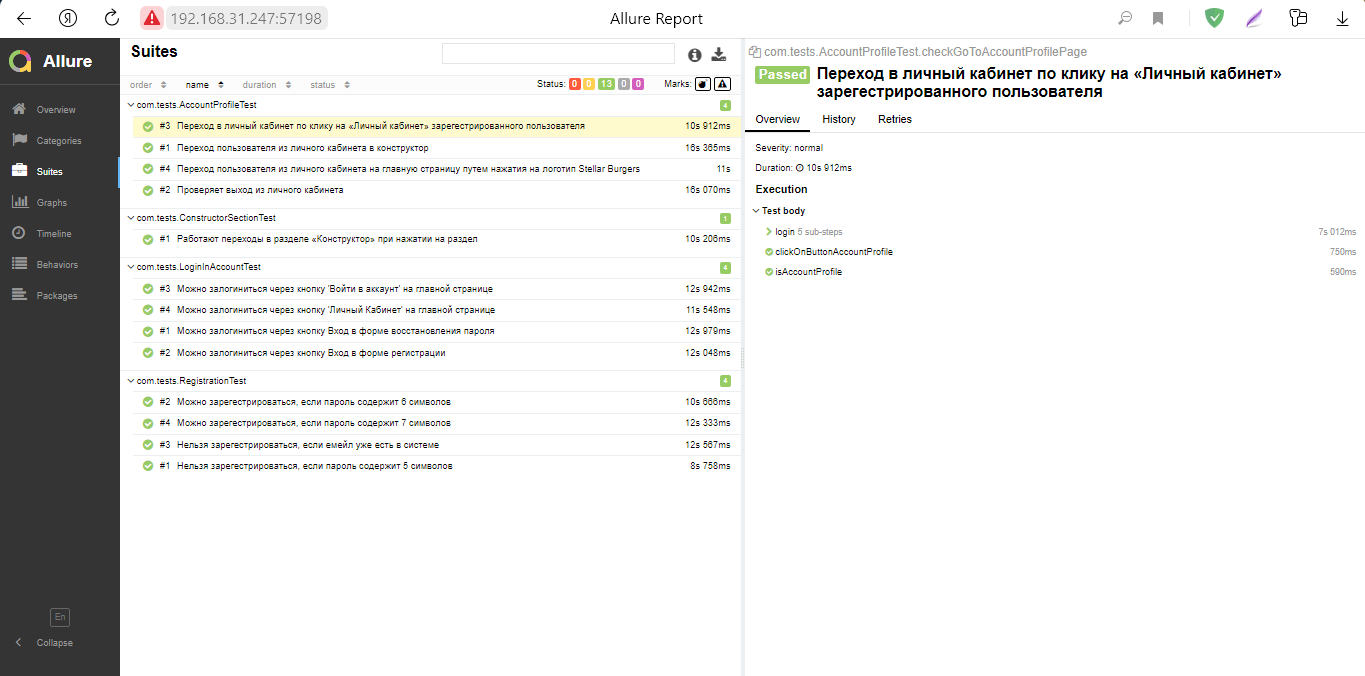 192.168.31.247:57198
Allure Report
Allure
Overview
Categories
Suites
Graphs
Timeline
Behaviors
Packages
En
Collapse
Suites
order name duration status Status: 0 0 13 0 0 Marks:
com.tests.AccountProfileTest 4
#3 Переход в личный кабинет по клику на «Личный кабинет» зарегестрированного пользователя 10s 912ms
#1 Переход пользователя из личного кабинета в конструктор 16s 365ms
#4 Переход пользователя из личного кабинета на главную страницу путем нажатия на логотип Stellar Burgers 11s
#2 Проверяет выход из личного кабинета 16s 070ms
com.tests.ConstructorSectionTest 1
#1 Работают переходы в разделе «Конструктор» при нажатии на раздел 10s 206ms
com.tests.LoginInAccountTest 4
#3 Можно залогиниться через кнопку 'Войти в аккаунт' на главной странице 12s 942ms
#4 Можно залогиниться через кнопку 'Личный Кабинет' на главной странице 11s 548ms
#1 Можно залогиниться через кнопку Вход в форме восстановления пароля 12s 979ms
#2 Можно залогиниться через кнопку Вход в форме регистрации 12s 048ms
com.tests.RegistrationTest 4
#2 Можно зарегестрироваться, если пароль содержит 6 символов 10s 666ms
#4 Можно зарегестрироваться, если пароль содержит 7 символов 12s 333ms
#3 Нельзя зарегестрироваться, если емейл уже есть в системе 12s 567ms
#1 Нельзя зарегестрироваться, если пароль содержит 5 символов 8s 758ms
com.tests.AccountProfileTest.checkGoToAccountProfilePage
Passed Переход в личный кабинет по клику на «Личный кабинет»
зарегестрированного пользователя
Overview History Retries
Severity: normal
Duration: 10s 912ms
Execution
Test body
login 5 sub-steps 7s 012ms
clickOnButtonAccountProfile 750ms
isAccountProfile 590ms